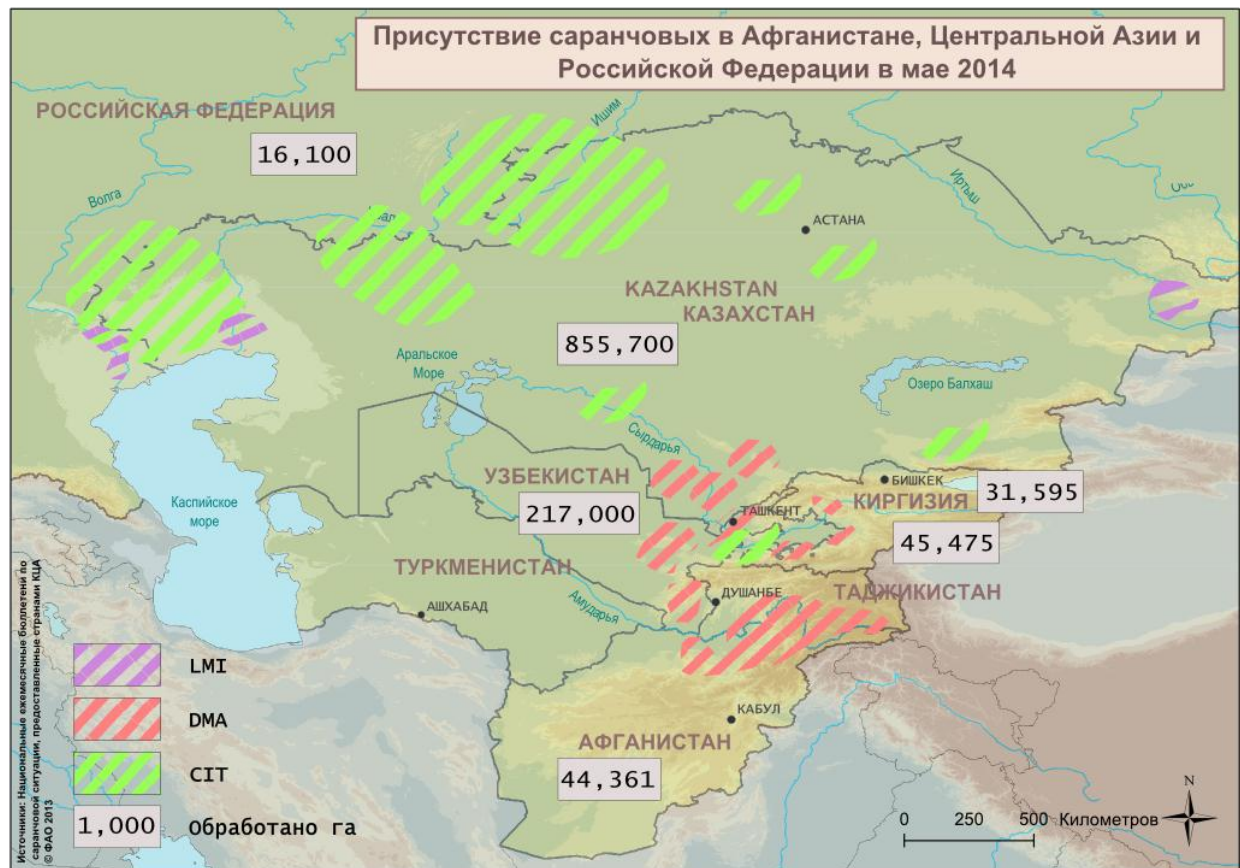 Присутствие саранчовых в Афганистане, Центральной Азии и
Российской Федерации в мае 2014
РОССИЙСКАЯ ФЕДЕРАЦИЯ
16,100
Ишим
Волга
Иртыш
АСТАНА
KAZAKHSTAN
КАЗАХСТАН
855,700
Аральское
Море
Озеро Балхаш
Сырдарья
УЗБЕКИСТАН
217,000
БИШКЕК
КИРГИЗИЯ
31,595
Каспийское
море
ТАШКЕНТ
45,475
ТУРКМЕНИСТАН
ТАДЖИКИСТАН
АШХАБАД
Амударья
ДУШАНБЕ
КАБУЛ
АФГАНИСТАН
44,361
LMI
DMA
CIT
1,000 Обработано га
0 250 500 Километров
N
Источники: Национальные ежемесячные бюллетени по
саранчовой ситуации, предоставленные странами КЦА
© ФАО 2013